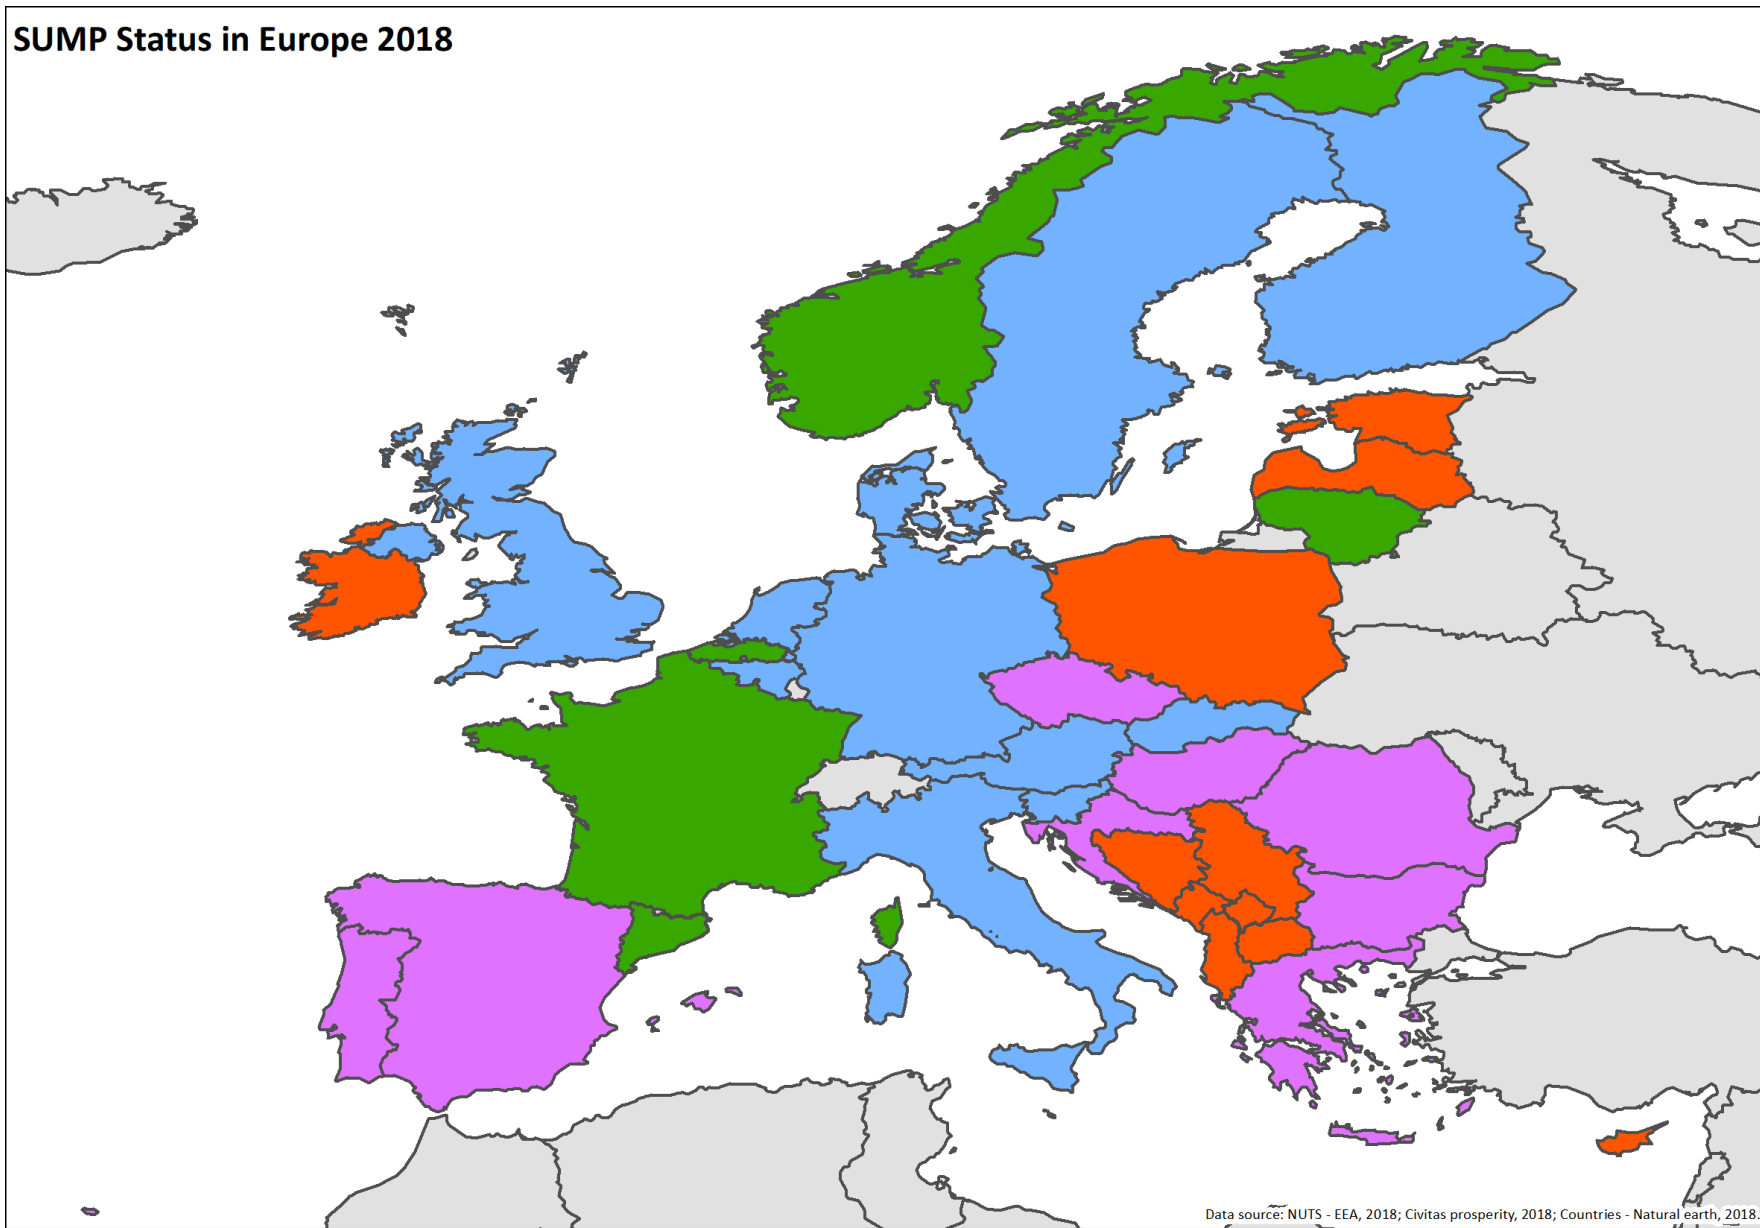 SUMP Status in Europe 2018
Data source: NUTS - EEA, 2018; Civitas prosperity, 2018; Countries - Natural earth, 2018.